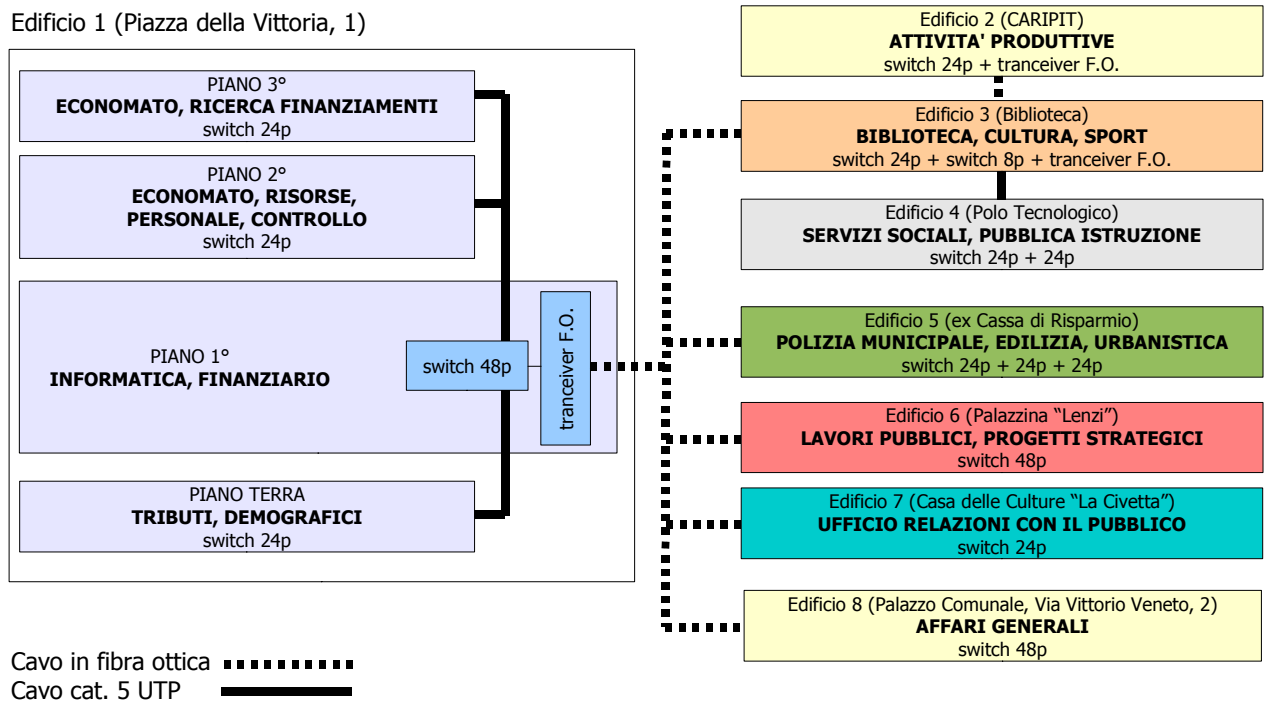 Edificio 1 (Piazza della Vittoria, 1)
PIANO 3°
ECONOMATO, RICERCA FINANZIAMENTI
switch 24p
PIANO 2°
ECONOMATO, RISORSE,
PERSONALE, CONTROLLO
switch 24p
PIANO 1°
INFORMATICA, FINANZIARIO
switch 48p
tranceiver F.O.
PIANO TERRA
TRIBUTI, DEMOGRAFICI
switch 24p
Edificio 2 (CARIPIT)
ATTIVITA' PRODUTTIVE
switch 24p + tranceiver F.O.
Edificio 3 (Biblioteca)
BIBLIOTECA, CULTURA, SPORT
switch 24p + switch 8p + tranceiver F.O.
Edificio 4 (Polo Tecnologico)
SERVIZI SOCIALI, PUBBLICA ISTRUZIONE
switch 24p + 24p
Edificio 5 (ex Cassa di Risparmio)
POLIZIA MUNICIPALE, EDILIZIA, URBANISTICA
switch 24p + 24p + 24p
Edificio 6 (Palazzina “Lenzi”)
LAVORI PUBBLICI, PROGETTI STRATEGICI
switch 48p
Edificio 7 (Casa delle Culture “La Civetta”)
UFFICIO RELAZIONI CON IL PUBBLICO
switch 24p
Edificio 8 (Palazzo Comunale, Via Vittorio Veneto, 2)
AFFARI GENERALI
switch 48p
Cavo in fibra ottica
Cavo cat. 5 UTP